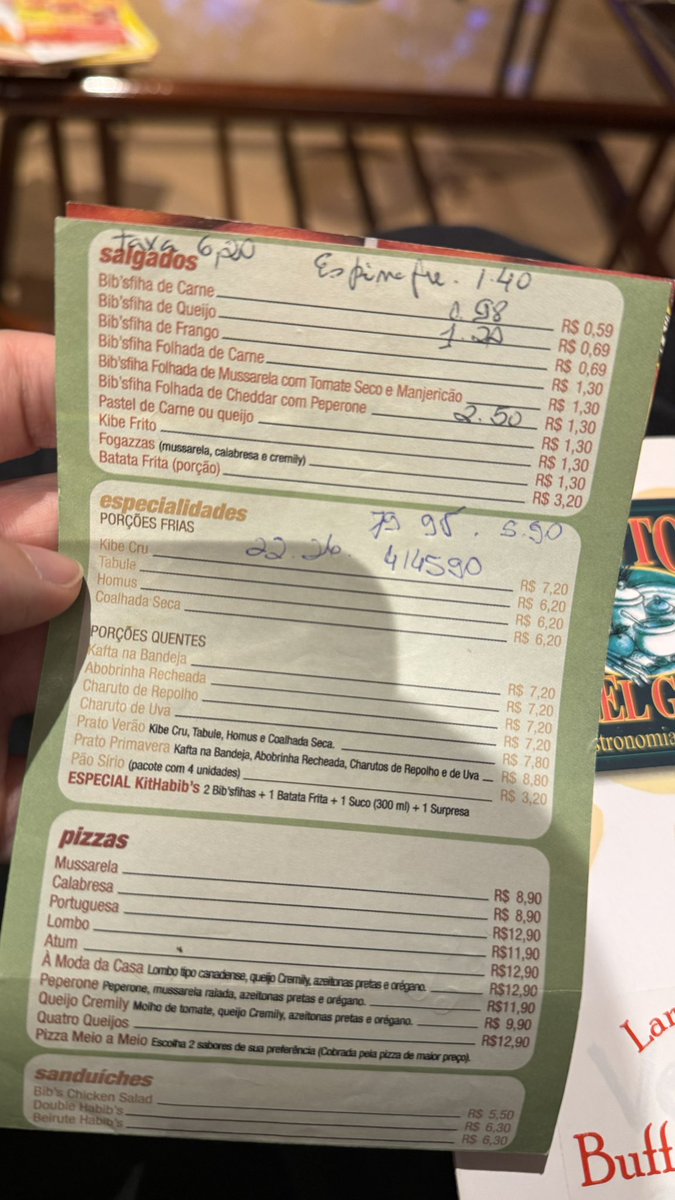 taxa 6,20
Espinafre. 1.40
salgados
Bib'sfiha de Carne R$ 0,59
Bib'sfiha de Queijo 0.98 R$ 0,69
Bib'sfiha de Frango 1.20 R$ 0,69
Bib'sfiha Folhada de Carne R$ 1,30
Bib'sfiha Folhada de Mussarela com Tomate Seco e Manjericão R$ 1,30
Bib'sfiha Folhada de Cheddar com Peperone 2.50 R$ 1,30
Pastel de Carne ou queijo R$ 1,30
Kibe Frito R$ 1,30
Fogazzas (mussarela, calabresa e cremily) R$ 1,30
Batata Frita (porção) R$ 3,20
especialidades
79 95. 5.90
PORÇÕES FRIAS
22.26. 414590
Kibe Cru R$ 7,20
Tabule R$ 6,20
Homus R$ 6,20
Coalhada Seca R$ 6,20
PORÇÕES QUENTES
Kafta na Bandeja R$ 7,20
Abobrinha Recheada R$ 7,20
Charuto de Repolho R$ 7,20
Charuto de Uva R$ 7,20
Prato Verão Kibe Cru, Tabule, Homus e Coalhada Seca. R$ 7,80
Prato Primavera Kafta na Bandeja, Abobrinha Recheada, Charutos de Repolho e de Uva R$ 8,80
Pão Sírio (pacote com 4 unidades) R$ 3,20
ESPECIAL KitHabib's 2 Bib'sfihas + 1 Batata Frita + 1 Suco (300 ml) + 1 Surpresa
pizzas
Mussarela R$ 8,90
Calabresa R$ 8,90
Portuguesa R$12,90
Lombo R$11,90
Atum R$12,90
À Moda da Casa Lombo tipo canadense, queijo Cremily, azeitonas pretas e orégano. R$12,90
Peperone Peperone, mussarela ralada, azeitonas pretas e orégano. R$11,90
Queijo Cremily Molho de tomate, queijo Cremily, azeitonas pretas e orégano. R$ 9,90
Quatro Queijos R$12,90
Pizza Meio a Meio Escolha 2 sabores de sua preferência (Cobrada pela pizza de maior preço).
sanduíches
Bib's Chicken Salad R$ 5,50
Double Habib's R$ 6,30
Beirute Habib's R$ 6,30
TO
EL G
stronomia
Lan
Buff